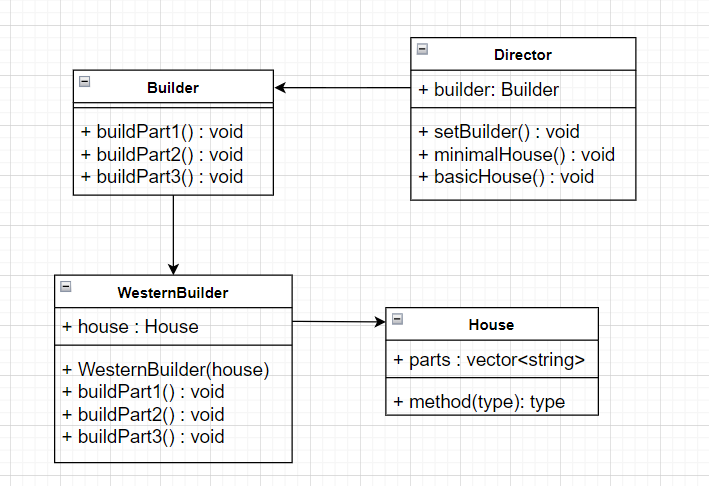 Builder
+ buildPart1() : void
+ buildPart2() : void
+ buildPart3() : void
Director
+ builder: Builder
+ setBuilder() : void
+ minimalHouse() : void
+ basicHouse() : void
WesternBuilder
+ house : House
+ WesternBuilder(house)
+ buildPart1() : void
+ buildPart2() : void
+ buildPart3() : void
House
+ parts : vector<string>
+ method(type): type